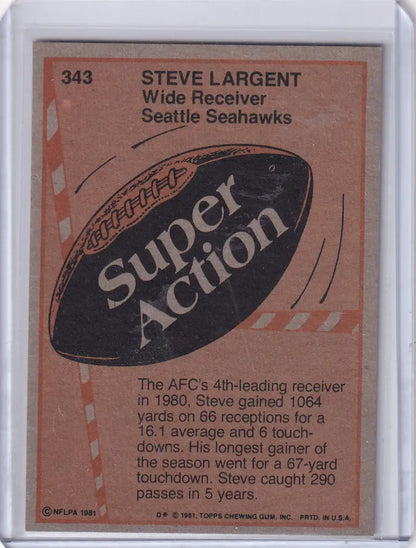 343
STEVE LARGENT
Wide Receiver
Seattle Seahawks
Super
Action
The AFC's 4th-leading receiver
in 1980, Steve gained 1064
yards on 66 receptions for a
16.1 average and 6 touch-
downs. His longest gainer of
the season went for a 67-yard
touchdown. Steve caught 290
passes in 5 years.
© NFLPA 1981
D* © 1981, TOPPS CHEWING GUM, INC. PRTD. IN U.S.A.